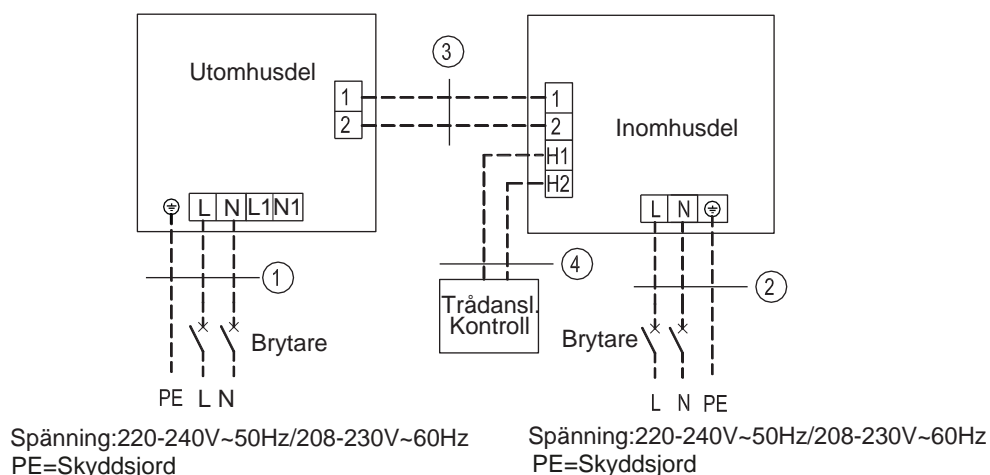 Utomhusdel
1
2
L N L1 N1
1
Brytare
PE L N
Spänning:220-240V~50Hz/208-230V~60Hz
PE=Skyddsjord
3
4
Trådansl.
Kontroll
Inomhusdel
1
2
H1
H2
L N
2
Brytare
L N PE
Spänning:220-240V~50Hz/208-230V~60Hz
PE=Skyddsjord